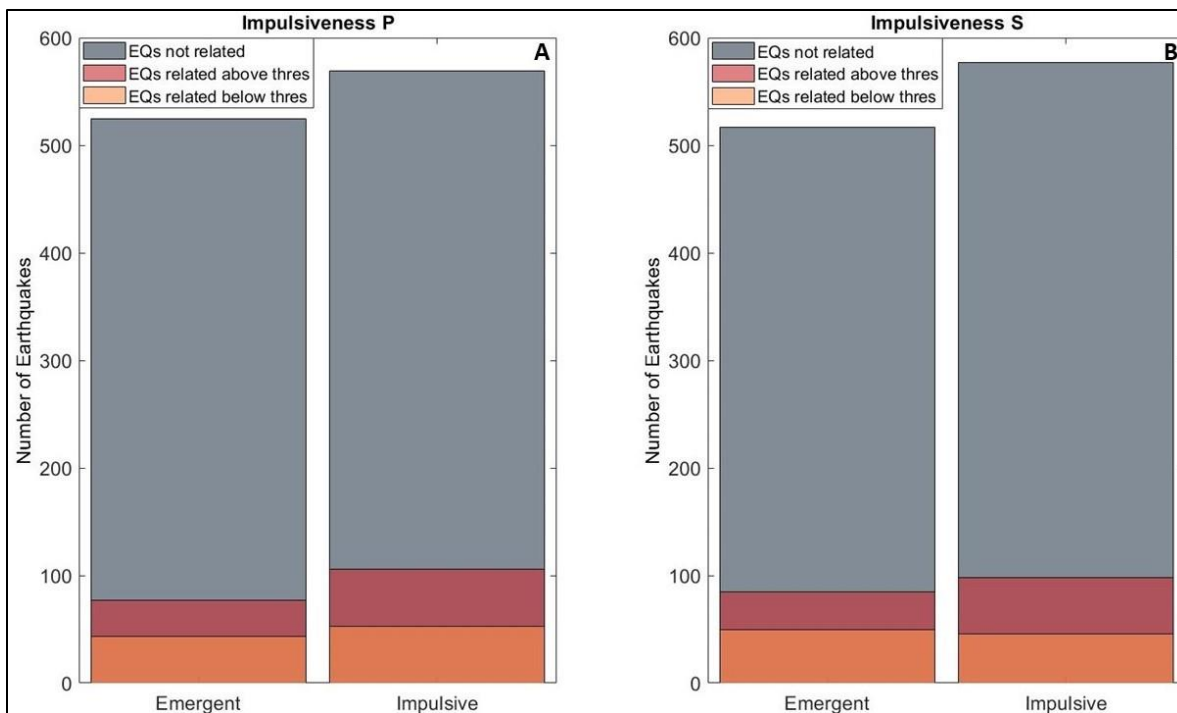 Impulsiveness P
A
EQs not related
EQs related above thres
EQs related below thres
Number of Earthquakes
600
500
400
300
200
100
0
Emergent
Impulsive
Impulsiveness S
B
EQs not related
EQs related above thres
EQs related below thres
Number of Earthquakes
600
500
400
300
200
100
0
Emergent
Impulsive